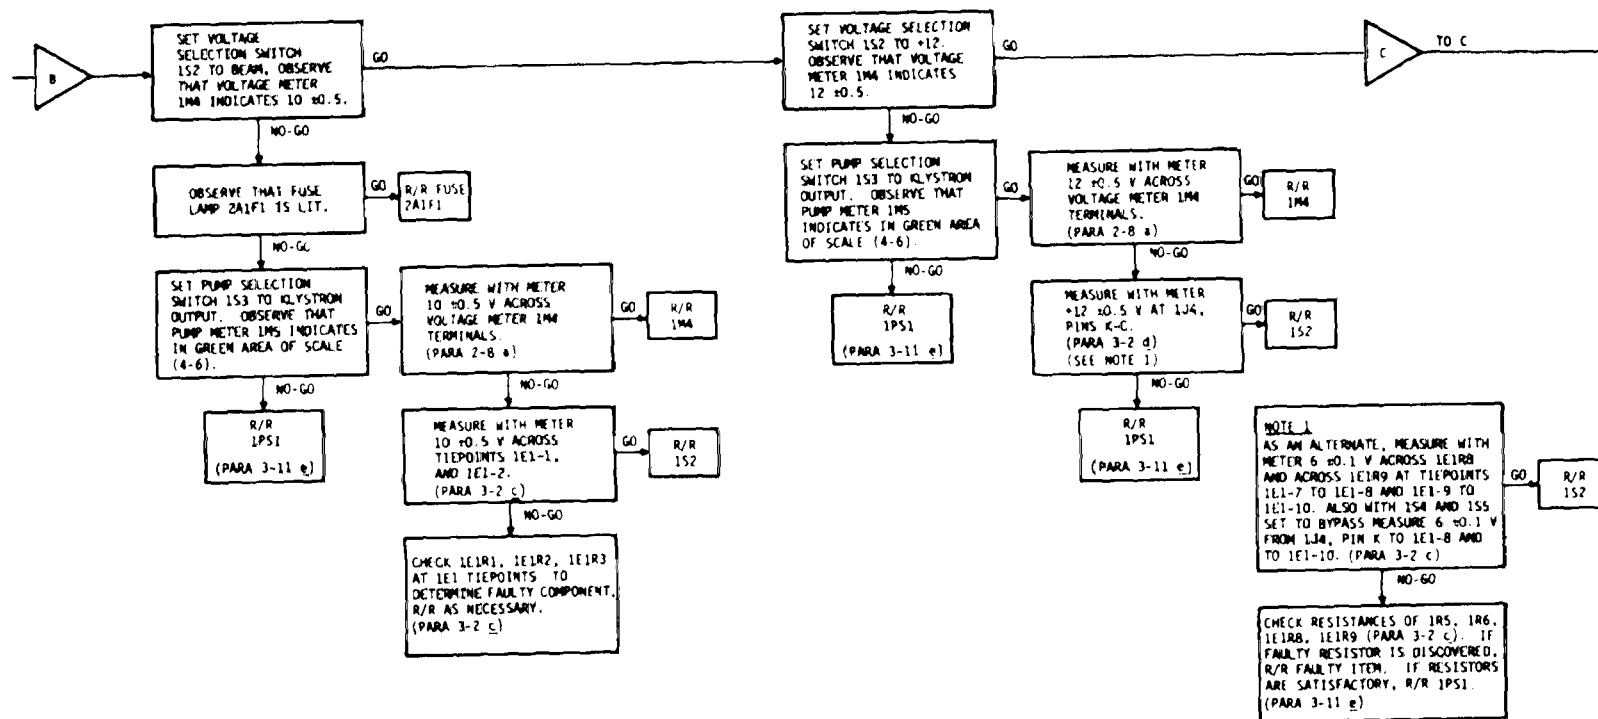 B
SET VOLTAGE
SELECTION SWITCH
1S2 TO BEAM, OBSERVE
THAT VOLTAGE METER
1M4 INDICATES 10 ±0.5.
GO
NO-GO
OBSERVE THAT FUSE
LAMP 2A1F1 IS LIT.
GO
R/R FUSE
2A1F1
NO-GO
SET PUMP SELECTION
SWITCH 1S3 TO KLYSTRON
OUTPUT. OBSERVE THAT
PUMP METER 1M5 INDICATES
IN GREEN AREA OF SCALE
(4-6).
GO
NO-GO
R/R
1PS1
(PARA 3-11 e)
MEASURE WITH METER
10 ±0.5 V ACROSS
VOLTAGE METER 1M4
TERMINALS.
(PARA 2-8 a)
GO
R/R
1M4
NO-GO
MEASURE WITH METER
10 ±0.5 V ACROSS
TIEPOINTS 1E1-1,
AND 1E1-2.
(PARA 3-2 c)
GO
R/R
1S2
NO-GO
CHECK 1E1R1, 1E1R2, 1E1R3
AT 1E1 TIEPOINTS TO
DETERMINE FAULTY COMPONENT,
R/R AS NECESSARY.
(PARA 3-2 c)
SET VOLTAGE SELECTION
SWITCH 1S2 TO +12.
OBSERVE THAT VOLTAGE
METER 1M4 INDICATES
12 ±0.5.
GO
C
TO C
NO-GO
SET PUMP SELECTION
SWITCH 1S3 TO KLYSTRON
OUTPUT. OBSERVE THAT
PUMP METER 1M5
INDICATES IN GREEN AREA
OF SCALE (4-6).
GO
NO-GO
R/R
1PS1
(PARA 3-11 e)
MEASURE WITH METER
12 ±0.5 V ACROSS
VOLTAGE METER 1M4
TERMINALS.
(PARA 2-8 a)
GO
R/R
1M4
NO-GO
MEASURE WITH METER
+12 ±0.5 V AT 1J4,
PINS K-C.
(PARA 3-2 d)
(SEE NOTE 1)
GO
R/R
1S2
NO-GO
R/R
1PS1
(PARA 3-11 e)
NOTE 1
AS AN ALTERNATE, MEASURE WITH
METER 6 ±0.1 V ACROSS 1E1R8
AND ACROSS 1E1R9 AT TIEPOINTS
1E1-7 TO 1E1-8 AND 1E1-9 TO
1E1-10. ALSO WITH 1S4 AND 1S5
SET TO BYPASS MEASURE 6 ±0.1 V
FROM 1J4, PIN K TO 1E1-8 AND
TO 1E1-10. (PARA 3-2 c)
GO
R/R
1S2
NO-GO
CHECK RESISTANCES OF 1R5, 1R6,
1E1R8, 1E1R9 (PARA 3-2 c). IF
FAULTY RESISTOR IS DISCOVERED,
R/R FAULTY ITEM. IF RESISTORS
ARE SATISFACTORY, R/R 1PS1.
(PARA 3-11 e)